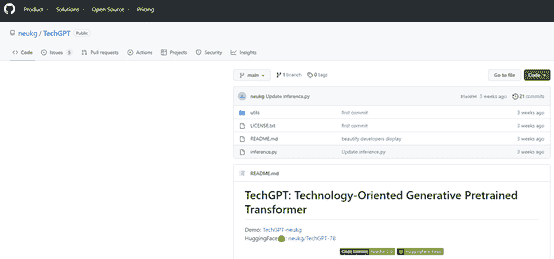 Product Solutions Open Source Pricing
neukg / TechGPT Public
Code Issues 5 Pull requests Actions Projects Security Insights
main 1 branch 0 tags Go to file Code
neukg Update inference.py 3 weeks ago 21 commits
utils first commit 3 weeks ago
LICENSE.txt first commit 3 weeks ago
README.md beautify developers display 3 weeks ago
inference.py Update inference.py 3 weeks ago
README.md
TechGPT: Technology-Oriented Generative Pretrained
Transformer
Demo: TechGPT-neukg
HuggingFace: neukg/TechGPT-7B